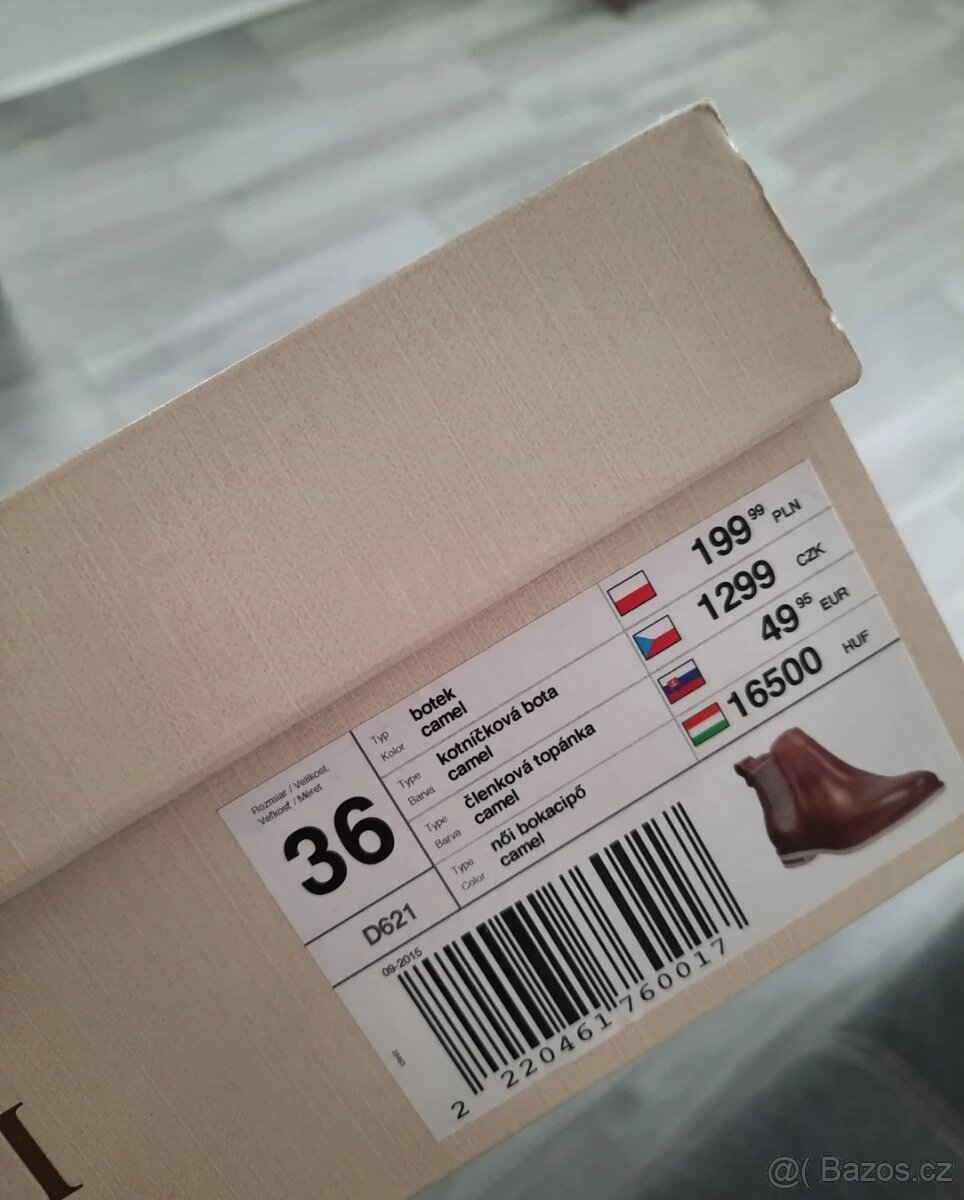 Rozmiar / Velikost
Veľkosť / Méret
36
D621
09-2015
Typ botek
Kolor camel
199 99 PLN
Type kotníčková bota
Barva camel
1299 CZK
Type členková topánka
Barva camel
49 95 EUR
Type női bokacipő
Color camel
16500 HUF
2 220461 760017
I
@( Bazos.cz